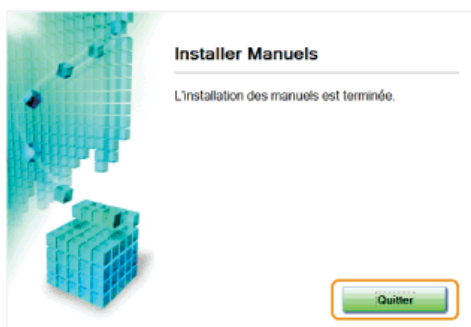 Installer Manuels
L'installation des manuels est terminée.
Quitter